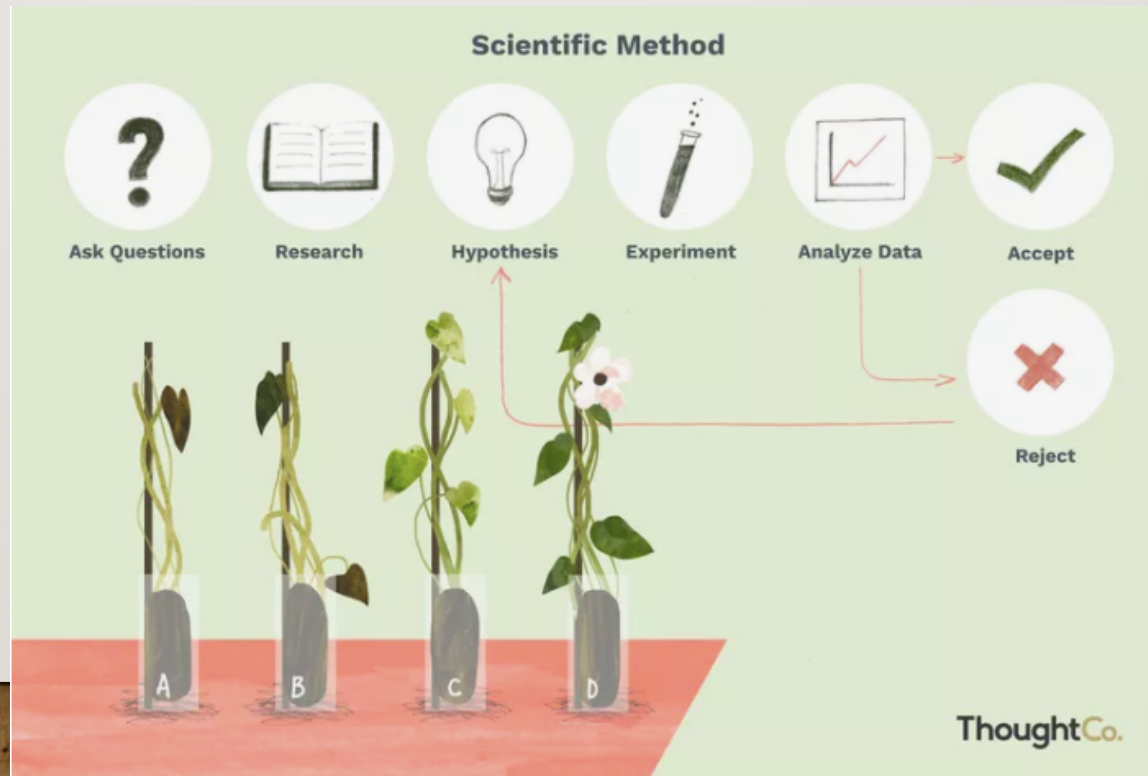 Scientific Method
Ask Questions
Research
Hypothesis
Experiment
Analyze Data
Accept
Reject
A
B
C
D
ThoughtCo.